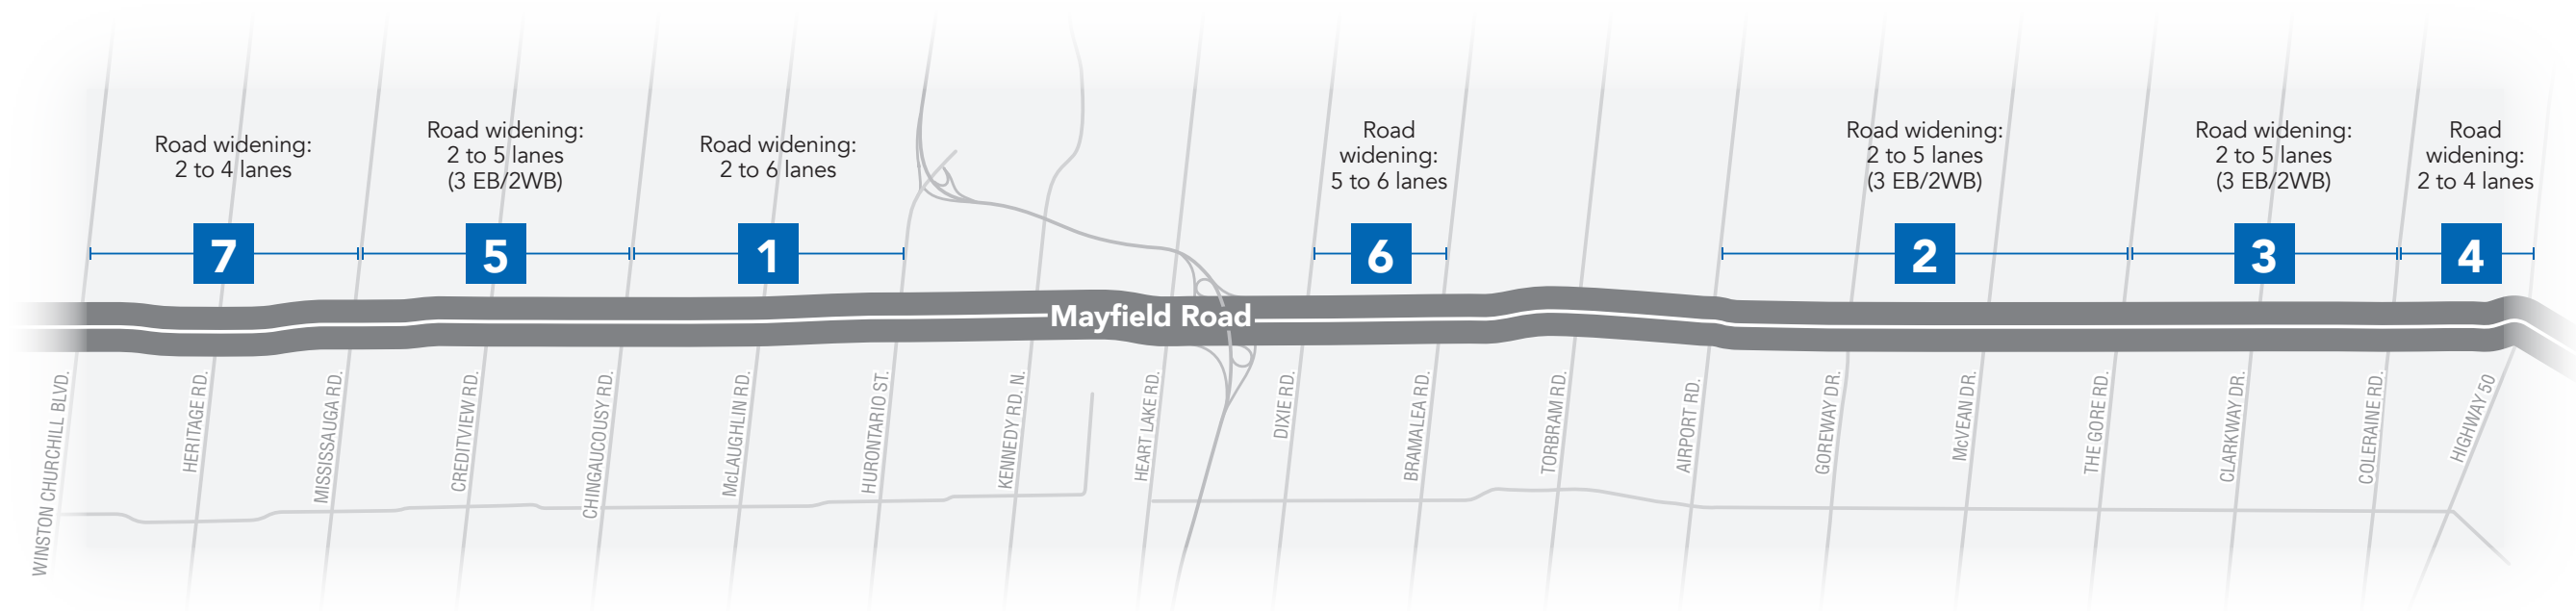 Road widening:
2 to 4 lanes
Road widening:
2 to 5 lanes
(3 EB/2WB)
Road widening:
2 to 6 lanes
Road
widening:
5 to 6 lanes
Road widening:
2 to 5 lanes
(3 EB/2WB)
Road widening:
2 to 5 lanes
(3 EB/2WB)
Road
widening:
2 to 4 lanes
7
5
1
6
2
3
4
Mayfield Road
WINSTON CHURCHILL BLVD.
HERITAGE RD.
MISSISSAUGA RD.
CREDITVIEW RD.
CHINGAUCOUSY RD.
McLAUGHLIN RD.
HURONTARIO ST.
KENNEDY RD. N.
HEART LAKE RD.
DIXIE RD.
BRAMALEA RD.
TORBRAM RD.
AIRPORT RD.
GOREWAY DR.
McVEAN DR.
THE GORE RD.
CLARKWAY DR.
COLERAINE RD.
HIGHWAY 50